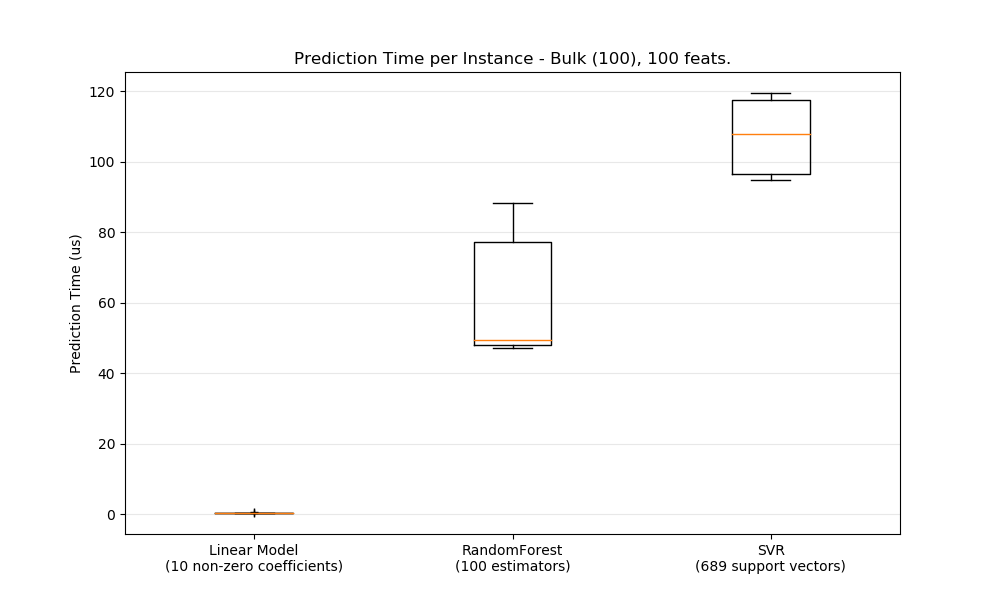 Prediction Time per Instance - Bulk (100), 100 feats.
Prediction Time (us)
120
100
80
60
40
20
0
Linear Model
(10 non-zero coefficients)
RandomForest
(100 estimators)
SVR
(689 support vectors)